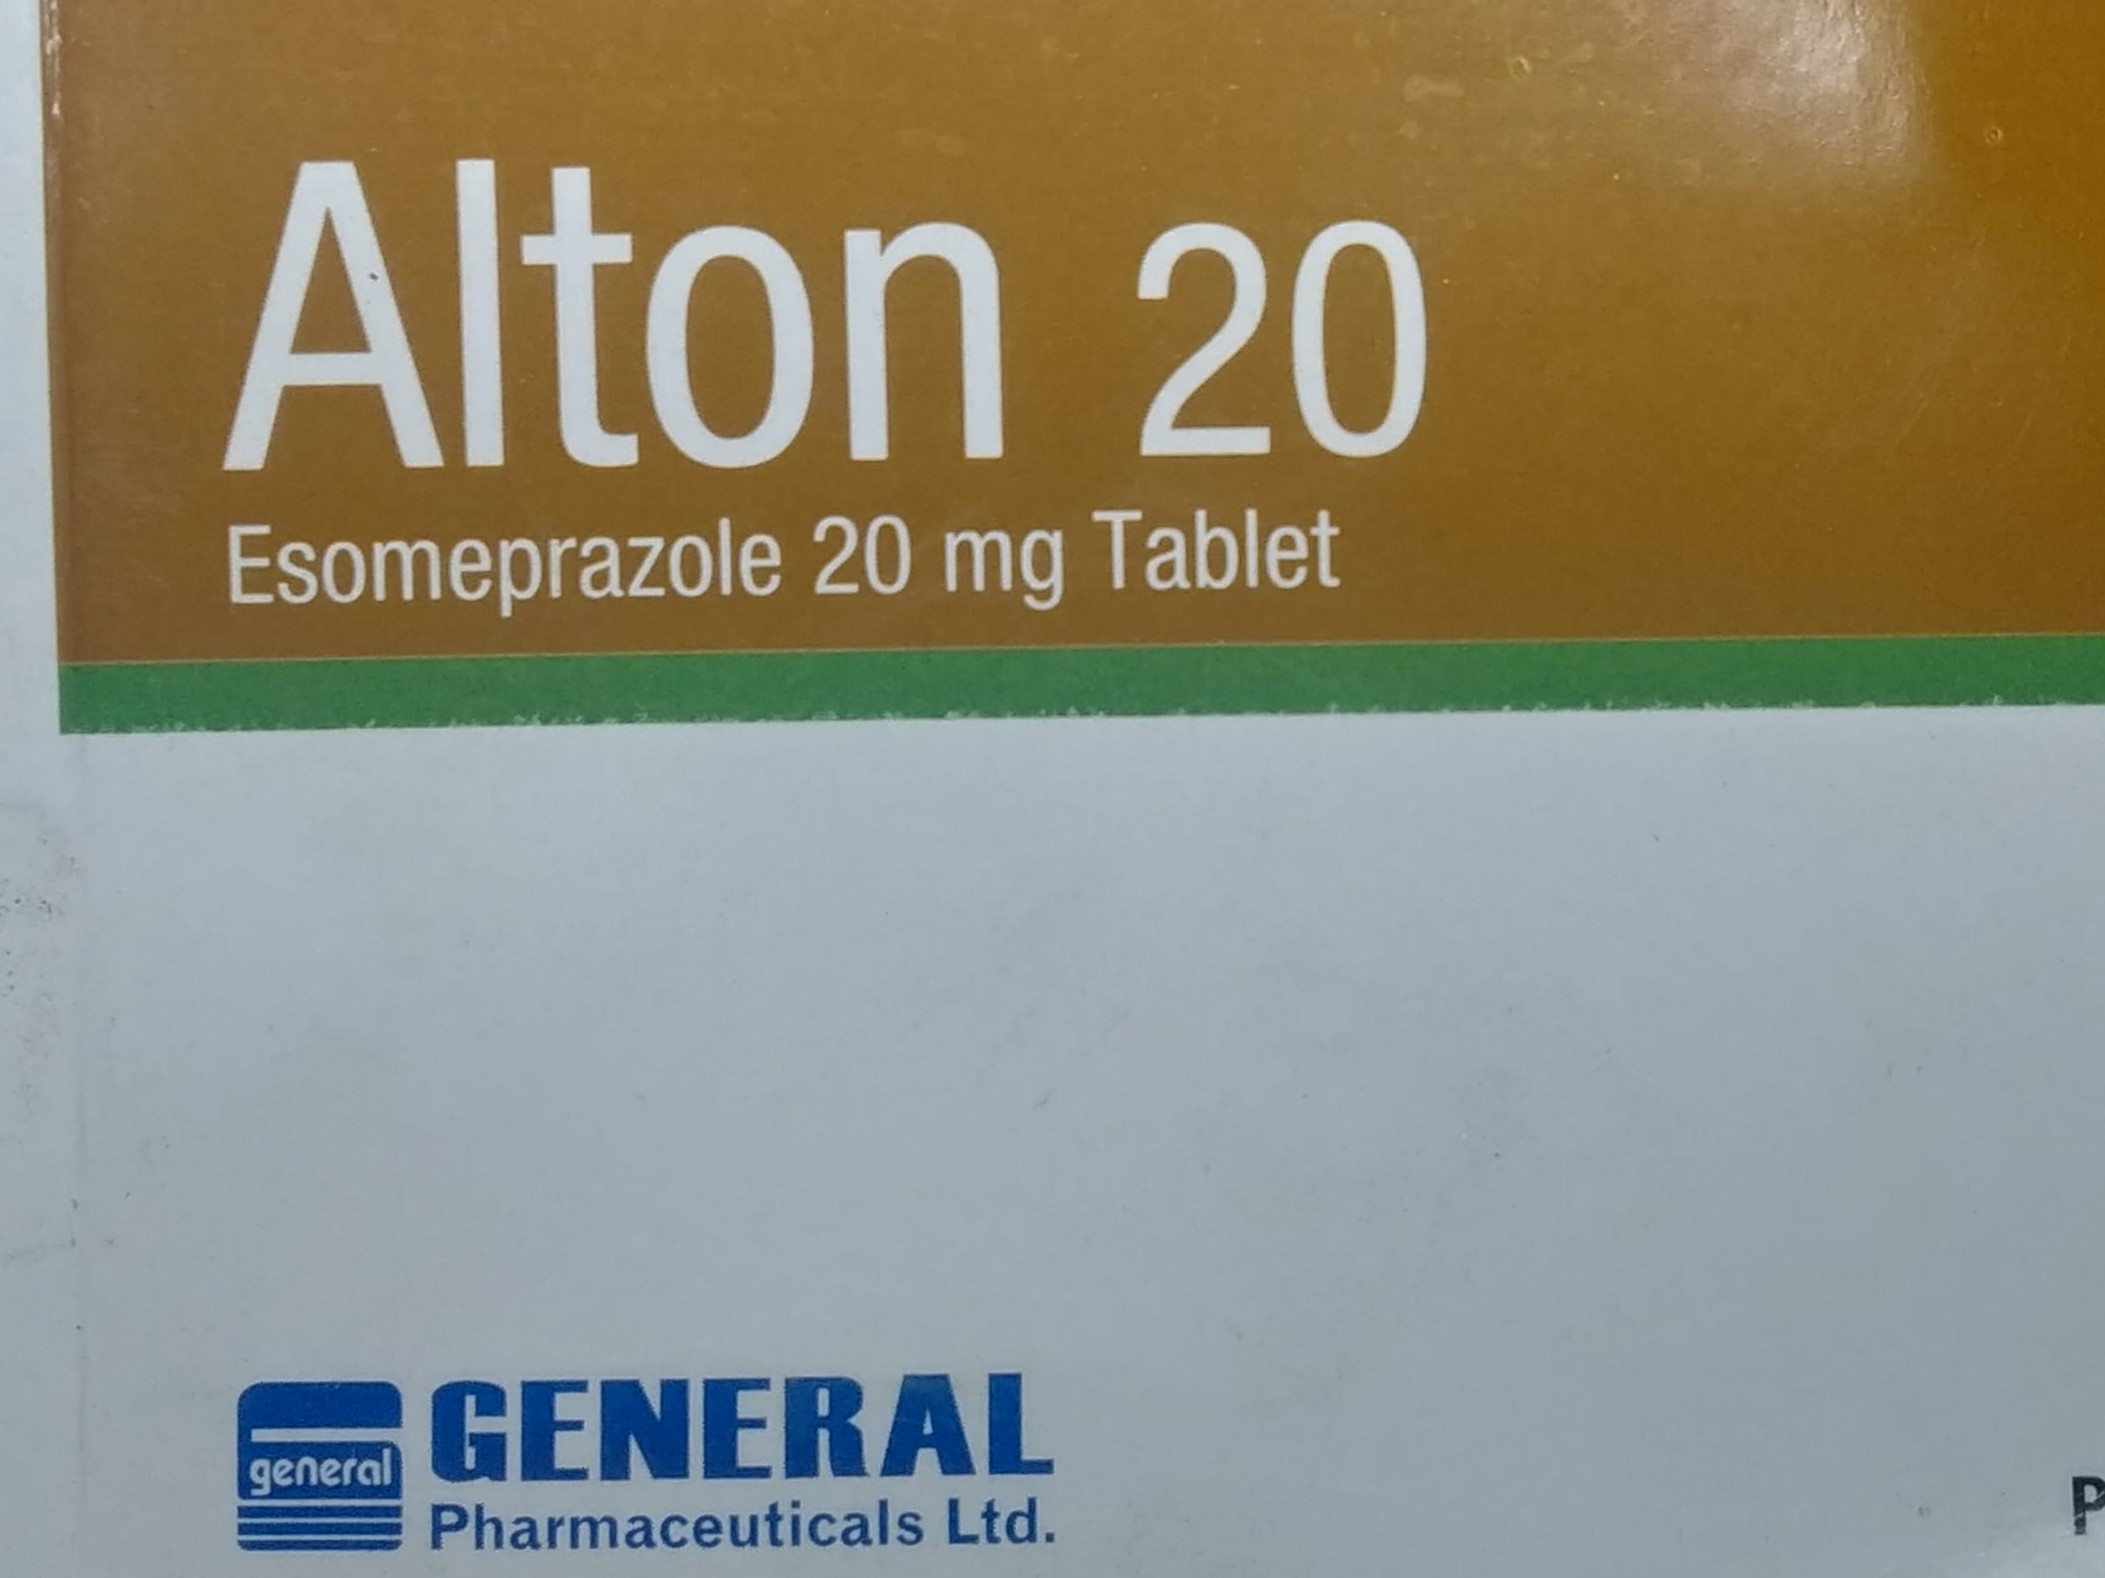 Alton 20
Esomeprazole 20 mg Tablet
general
GENERAL
Pharmaceuticals Ltd.
P